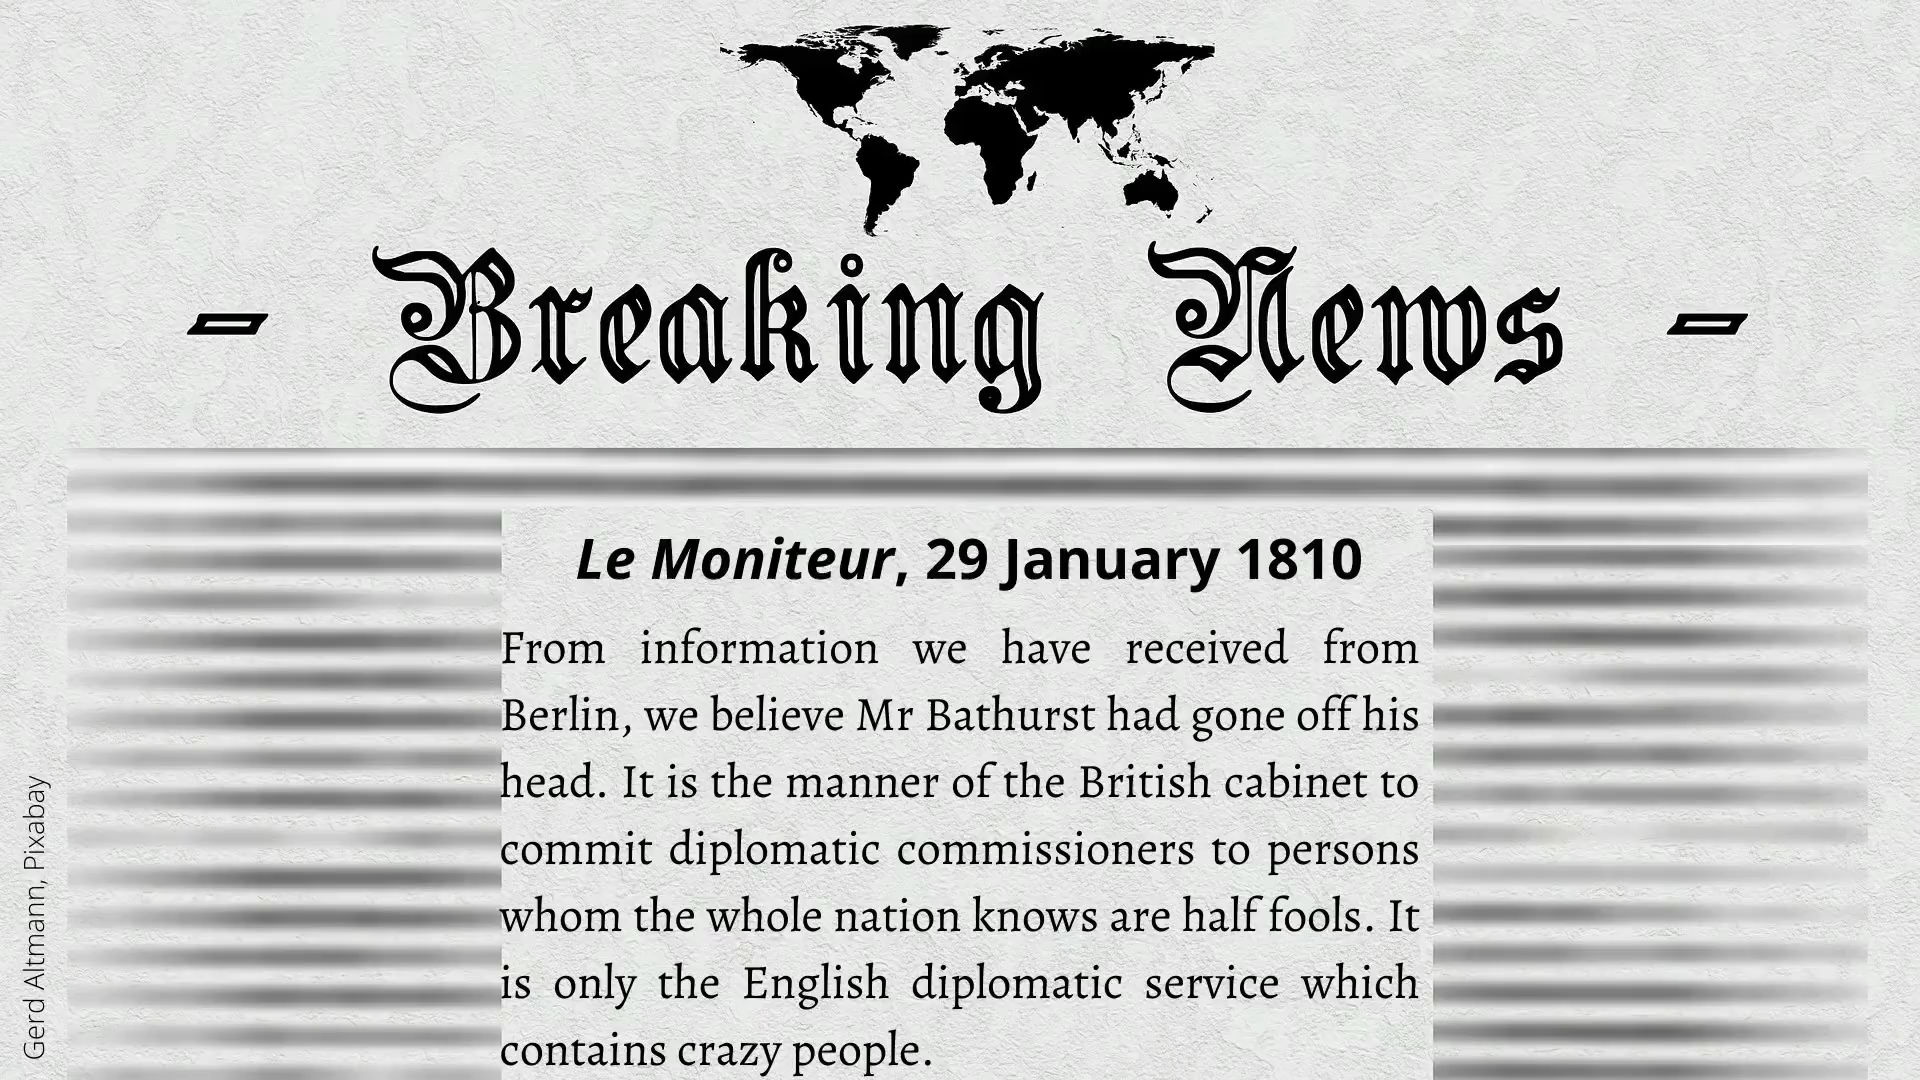 - Breaking News -
Le Moniteur, 29 January 1810
From information we have received from
Berlin, we believe Mr Bathurst had gone off his
head. It is the manner of the British cabinet to
commit diplomatic commissioners to persons
whom the whole nation knows are half fools. It
is only the English diplomatic service which
contains crazy people.
Gerd Altmann, Pixabay